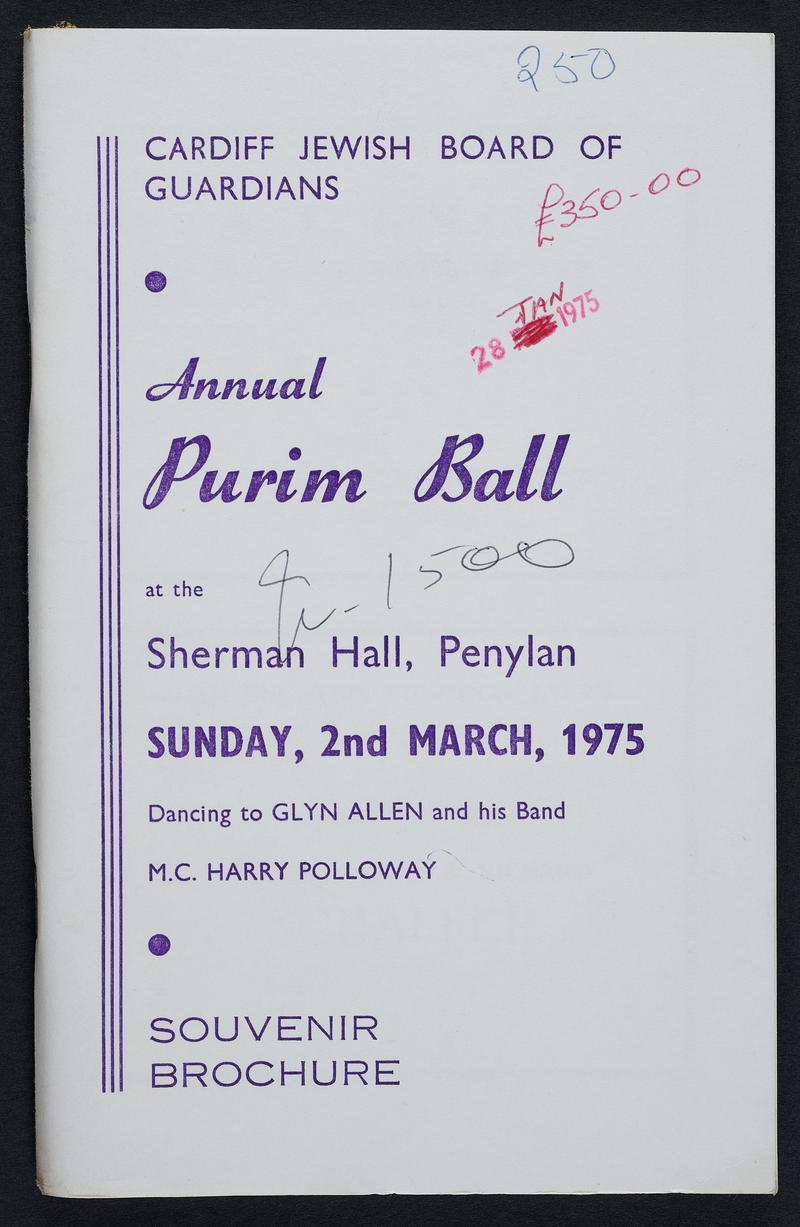 250
CARDIFF JEWISH BOARD OF
GUARDIANS
£350-00
JAN
28 1975
Annual
Purim Ball
1500
at the
Sherman Hall, Penylan
SUNDAY, 2nd MARCH, 1975
Dancing to GLYN ALLEN and his Band
M.C. HARRY POLLOWAY
SOUVENIR
BROCHURE